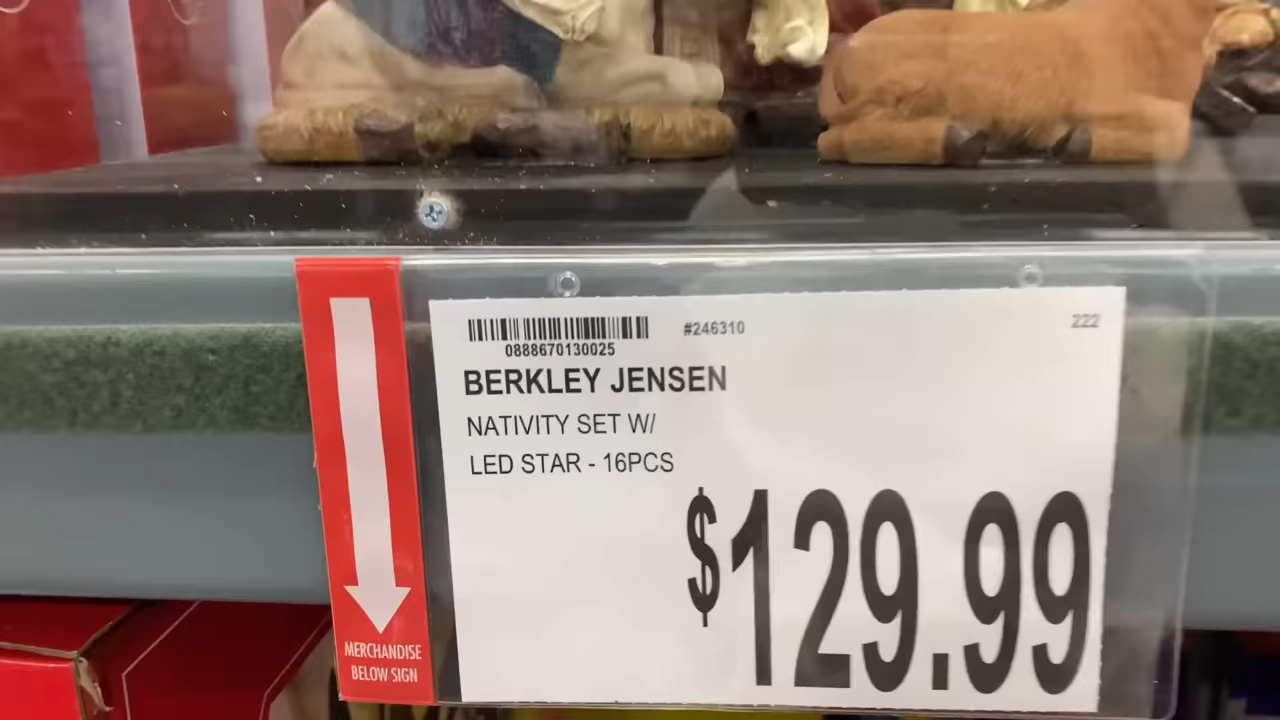 #246310
222
0888670130025
BERKLEY JENSEN
NATIVITY SET W/
LED STAR - 16PCS
$129.99
MERCHANDISE
BELOW SIGN